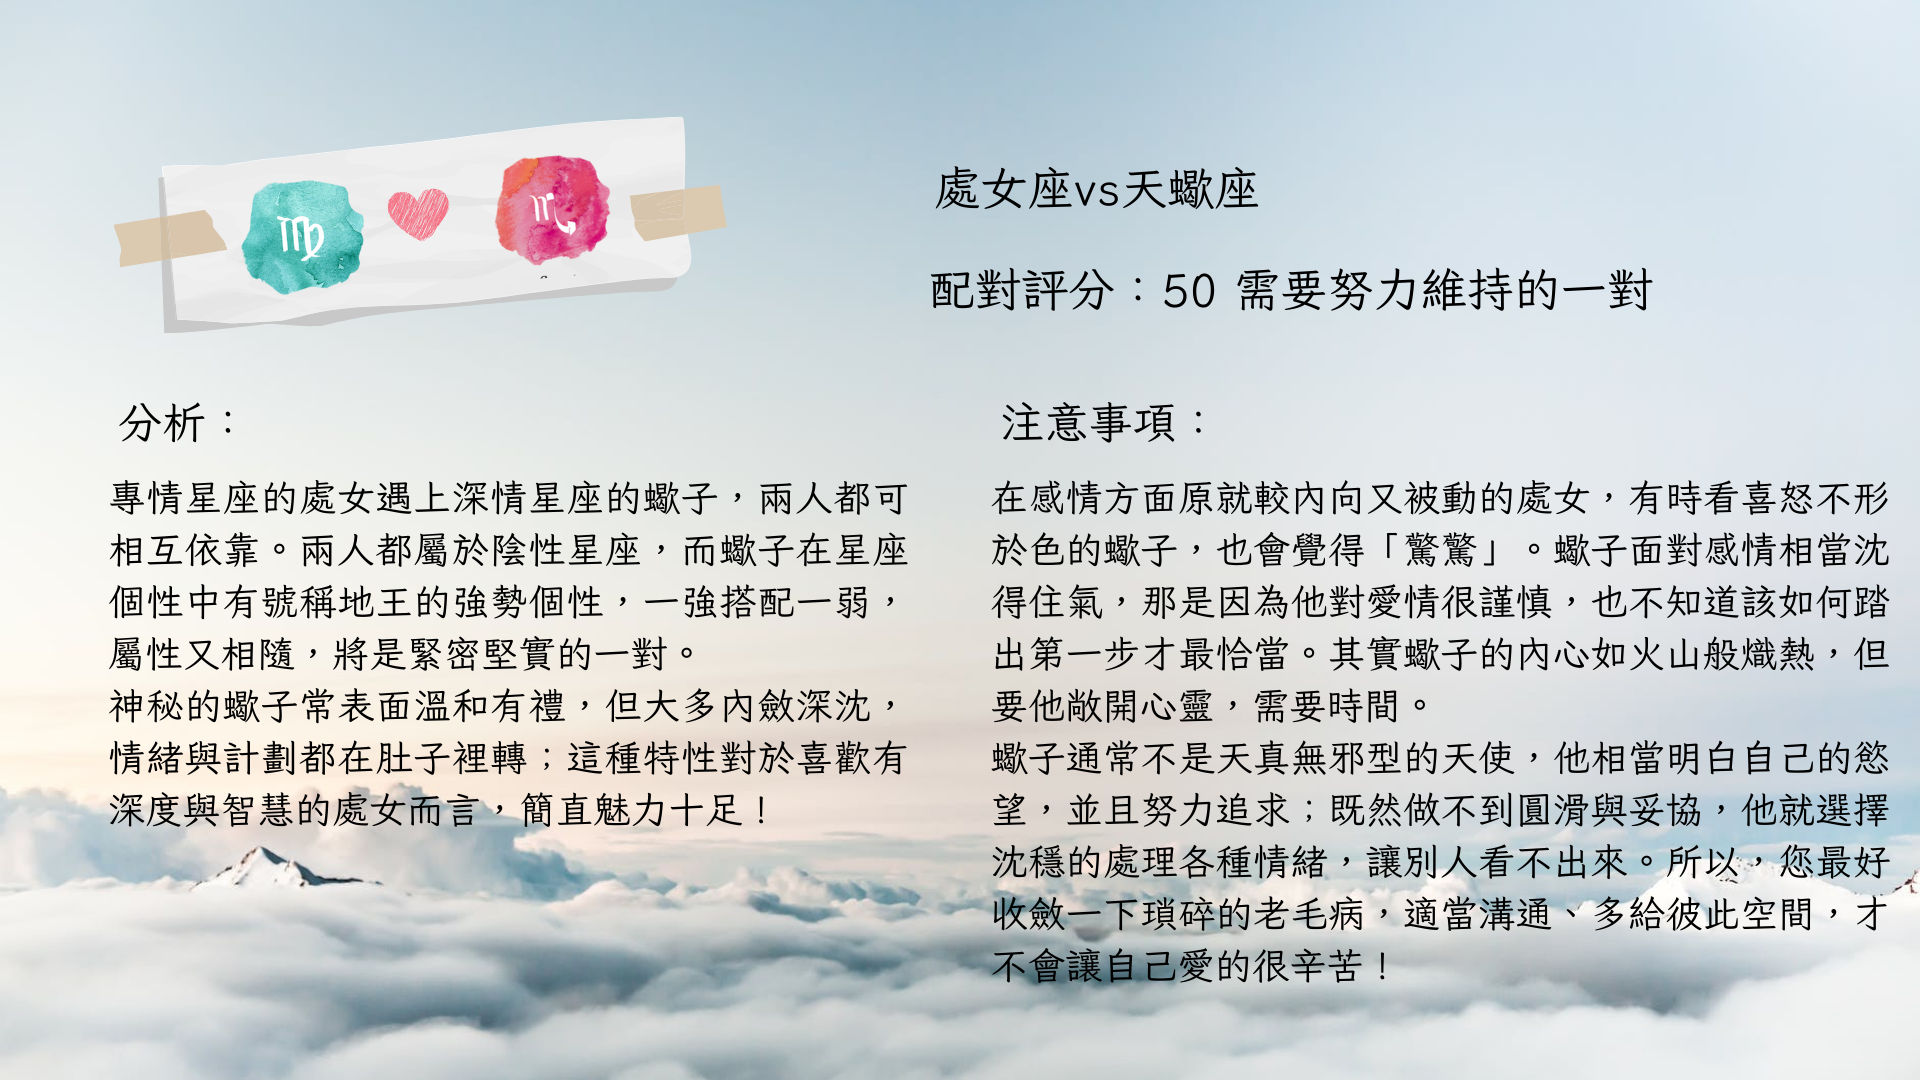 處女座vs天蠍座
配對評分：50 需要努力維持的一對
分析：
專情星座的處女遇上深情星座的蠍子，兩人都可
相互依靠。兩人都屬於陰性星座，而蠍子在星座
個性中有號稱地王的強勢個性，一強搭配一弱，
屬性又相隨，將是緊密堅實的一對。
神秘的蠍子常表面溫和有禮，但大多內斂深沈，
情緒與計劃都在肚子裡轉；這種特性對於喜歡有
深度與智慧的處女而言，簡直魅力十足！
注意事項：
在感情方面原就較內向又被動的處女，有時看喜怒不形
於色的蠍子，也會覺得「驚驚」。蠍子面對感情相當沈
得住氣，那是因為他對愛情很謹慎，也不知道該如何踏
出第一步才最恰當。其實蠍子的內心如火山般熾熱，但
要他敞開心靈，需要時間。
蠍子通常不是天真無邪型的天使，他相當明白自己的慾
望，並且努力追求；既然做不到圓滑與妥協，他就選擇
沈穩的處理各種情緒，讓別人看不出來。所以，您最好
收斂一下瑣碎的老毛病，適當溝通、多給彼此空間，才
不會讓自己愛的很辛苦！